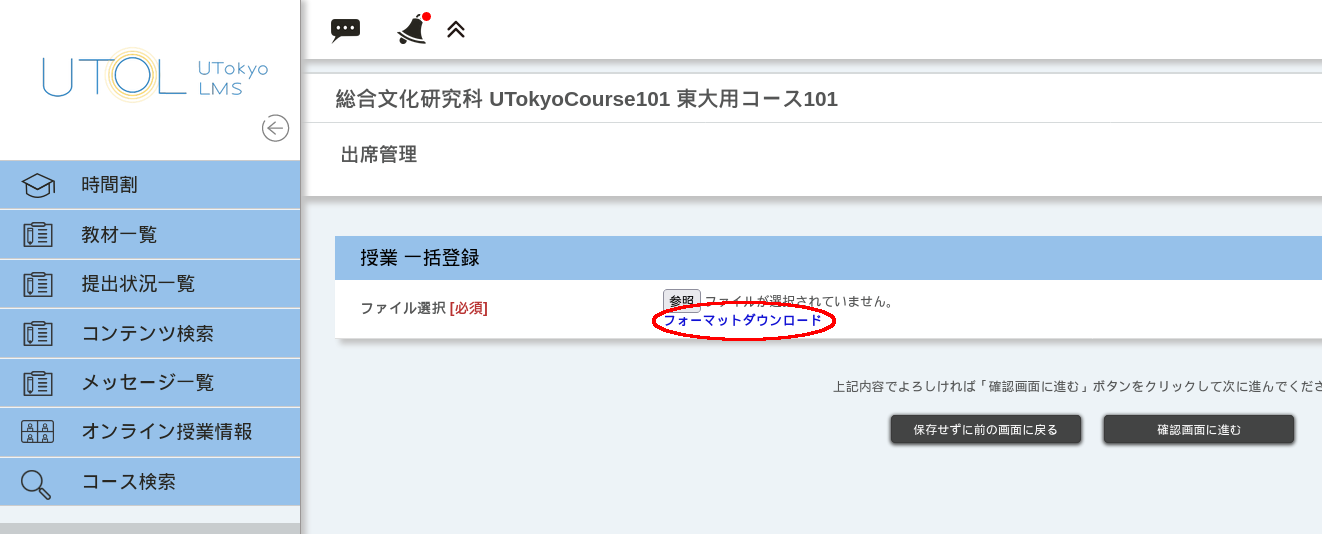 UTOL UTokyo
LMS
時間割
教材一覧
提出状況一覧
コンテンツ検索
メッセージ一覧
オンライン授業情報
コース検索
総合文化研究科 UTokyoCourse101 東大用コース101
出席管理
授業 一括登録
ファイル選択 [必須]
参照 ファイルが選択されていません。
フォーマットダウンロード
上記内容でよろしければ「確認画面に進む」ボタンをクリックして次に進んでくださ
保存せずに前の画面に戻る
確認画面に進む